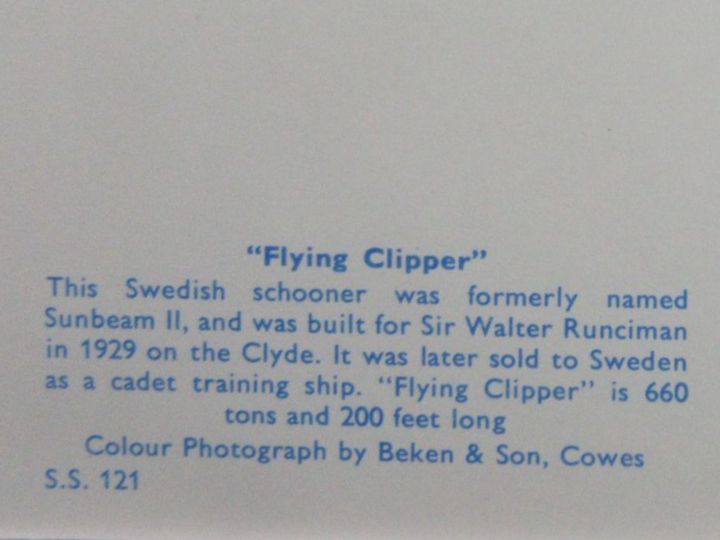 "Flying Clipper"
This Swedish schooner was formerly named
Sunbeam II, and was built for Sir Walter Runciman
in 1929 on the Clyde. It was later sold to Sweden
as a cadet training ship. "Flying Clipper" is 660
tons and 200 feet long
Colour Photograph by Beken & Son, Cowes
S.S. 121